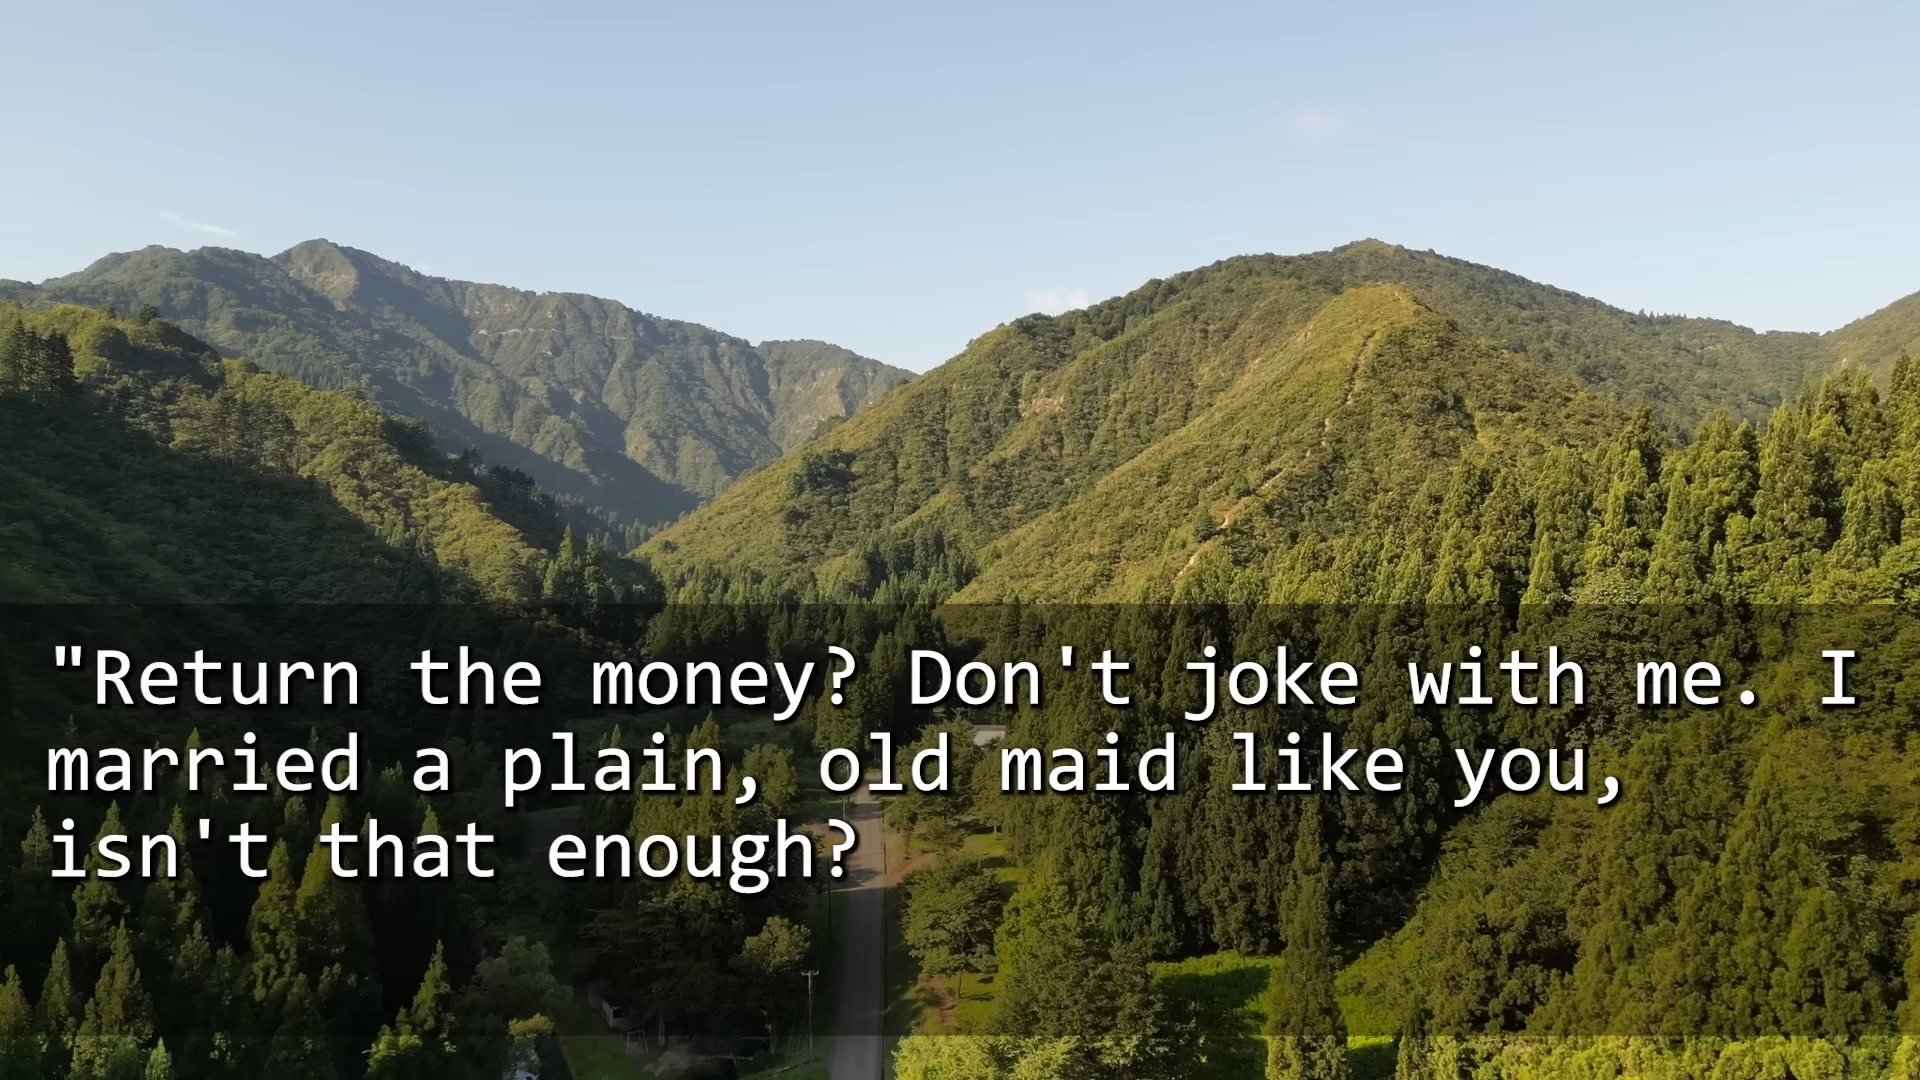 "Return the money? Don't joke with me. I
married a plain, old maid like you,
isn't that enough?